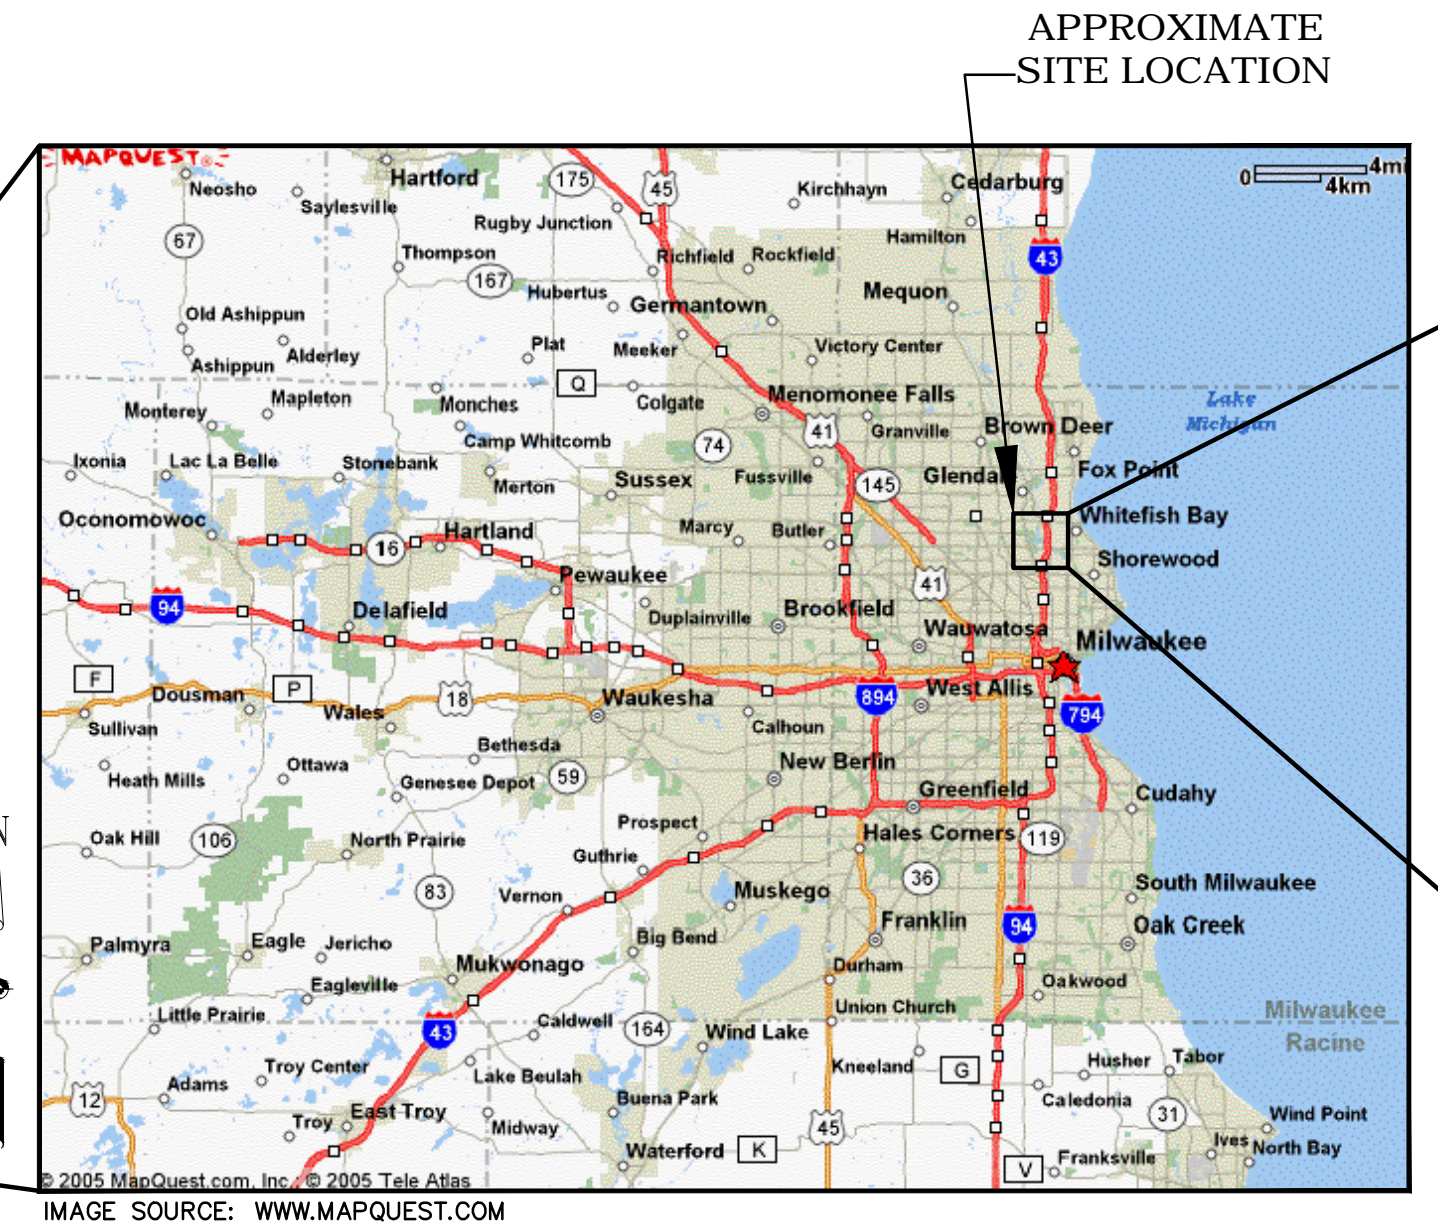 APPROXIMATE
SITE LOCATION
MAPQUEST®
Neosho
Saylesville
Hartford
175
45
Kirchhayn
Cedarburg
0
4mi
4km
Rugby Junction
Hamilton
67
Thompson
Richfield
Rockfield
43
167
Hubertus
Germantown
Mequon
Old Ashippun
Ashippun
Alderley
Plat
Meeker
Victory Center
Q
Monterey
Mapleton
Monches
Colgate
Menomonee Falls
Lake
Michigan
Camp Whitcomb
74
41
Granville
Brown Deer
Ixonia
Lac La Belle
Stonebank
Merton
Sussex
Fussville
145
Glendal
Fox Point
Oconomowoc
16
Hartland
Marcy
Butler
Whitefish Bay
Shorewood
94
Delafield
Pewaukee
Duplainville
Brookfield
41
Wauwatosa
Milwaukee
F
Dousman
P
Wales
18
Waukesha
894
West Allis
794
Sullivan
Calhoun
Heath Mills
Ottawa
Bethesda
Genesee Depot
59
New Berlin
Greenfield
Cudahy
N
Oak Hill
106
North Prairie
Prospect
Guthrie
Hales Corners
119
83
Vernon
Muskego
36
South Milwaukee
Palmyra
Eagle
Jericho
Big Bend
Franklin
94
Oak Creek
Eagleville
Mukwonago
Durham
Oakwood
Little Prairie
43
Caldwell
164
Wind Lake
Union Church
Milwaukee
Racine
Troy Center
Lake Beulah
Kneeland
G
Husher
Tabor
12
Adams
Troy
East Troy
Midway
Buena Park
45
Caledonia
31
Wind Point
Waterford
K
V
Franksville
Ives
North Bay
© 2005 MapQuest.com, Inc.; © 2005 Tele Atlas
IMAGE SOURCE: WWW.MAPQUEST.COM